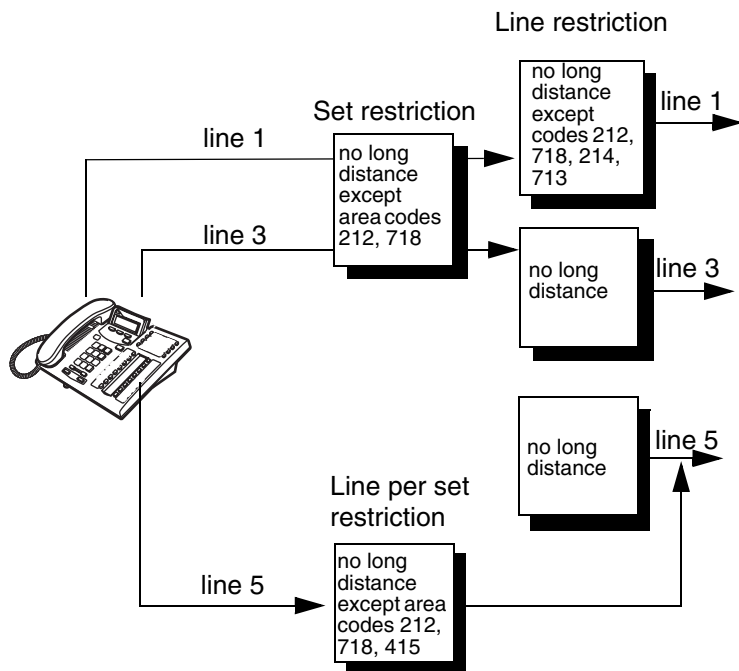 Line restriction
no long
distance
except
codes 212,
718, 214,
713
line 1
Set restriction
line 1
no long
distance
except
area codes
212, 718
line 3
no long
distance
line 3
no long
distance
line 5
Line per set
restriction
no long
distance
except area
codes 212,
718, 415
line 5